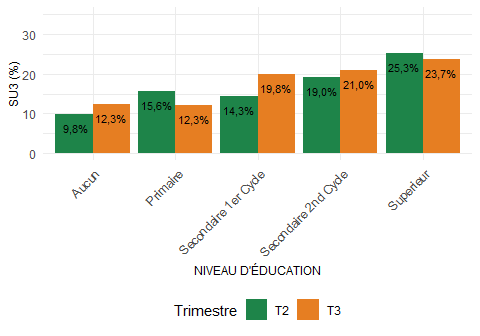 SU3 (%)
30
20
10
0
9,8%
12,3%
15,6%
12,3%
14,3%
19,8%
19,0%
21,0%
25,3%
23,7%
Aucun
Primaire
Secondaire 1er Cycle
Secondaire 2nd Cycle
Superieur
NIVEAU D'ÉDUCATION
Trimestre
T2
T3